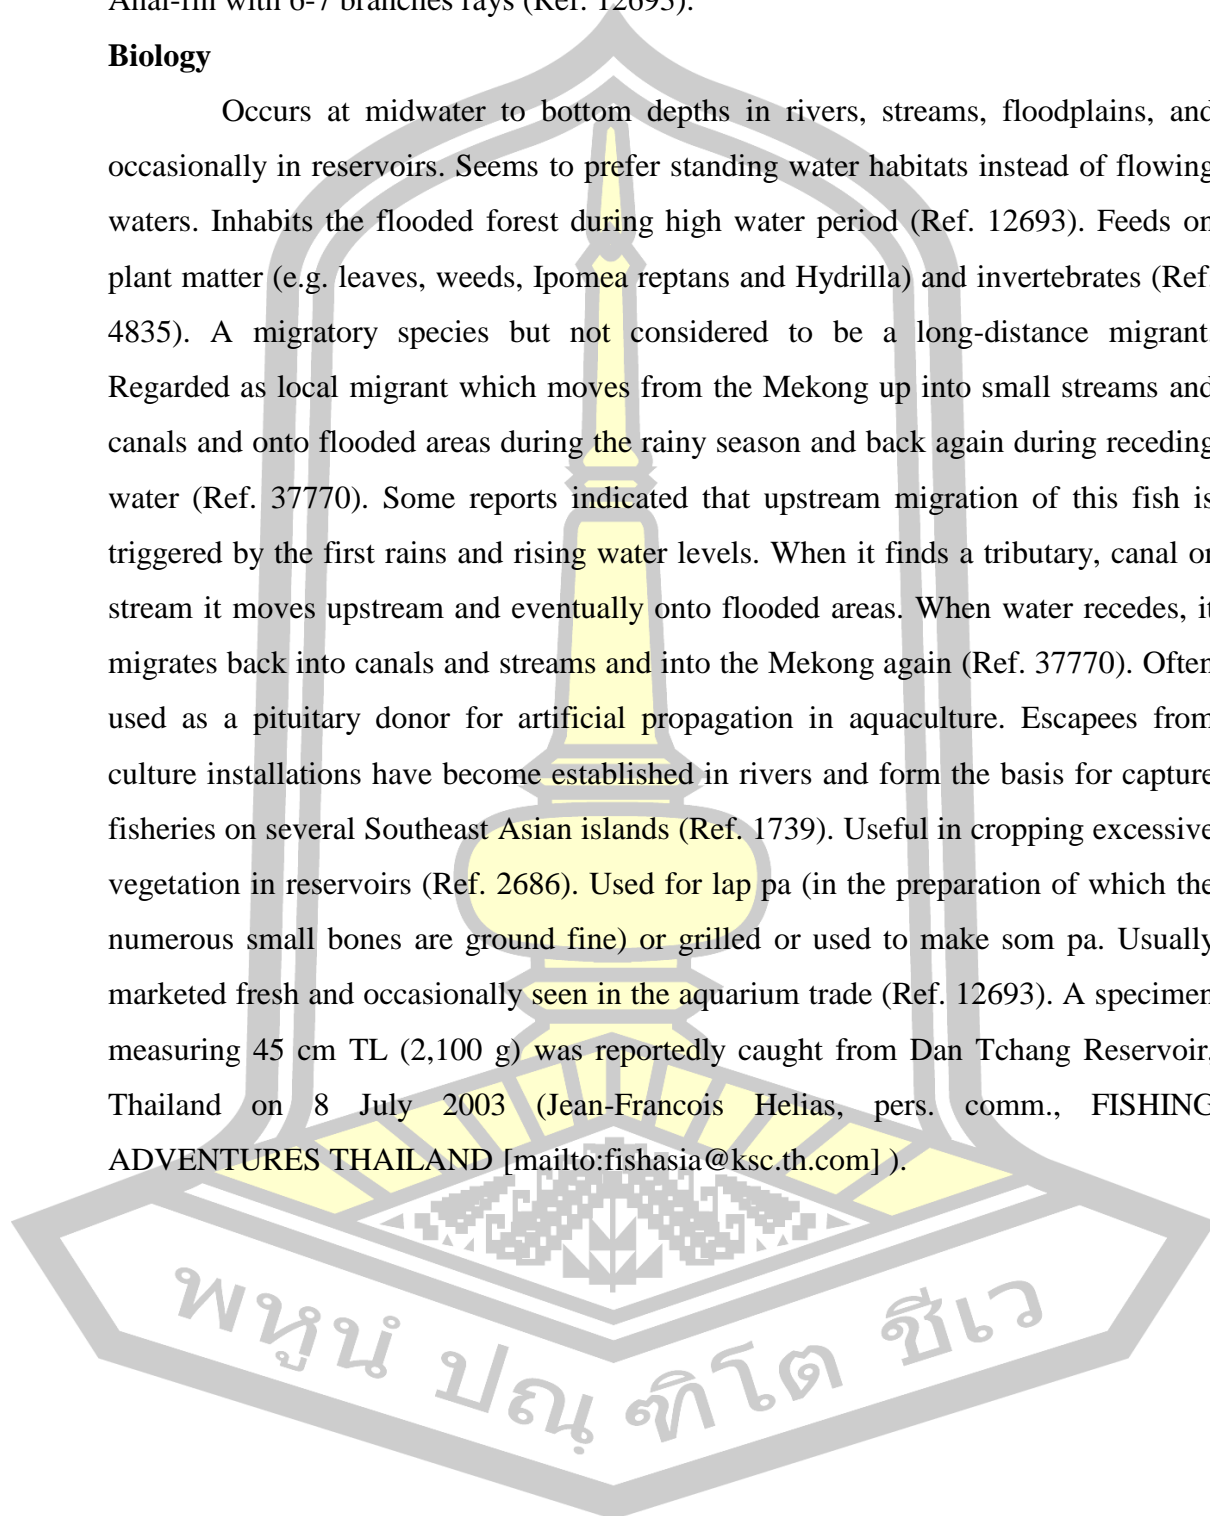 Anal-fin with 6-7 branches rays (Ref. 12693).
Biology
Occurs at midwater to bottom depths in rivers, streams, floodplains, and
occasionally in reservoirs. Seems to prefer standing water habitats instead of flowing
waters. Inhabits the flooded forest during high water period (Ref. 12693). Feeds on
plant matter (e.g. leaves, weeds, Ipomea reptans and Hydrilla) and invertebrates (Ref.
4835). A migratory species but not considered to be a long-distance migrant.
Regarded as local migrant which moves from the Mekong up into small streams and
canals and onto flooded areas during the rainy season and back again during receding
water (Ref. 37770). Some reports indicated that upstream migration of this fish is
triggered by the first rains and rising water levels. When it finds a tributary, canal or
stream it moves upstream and eventually onto flooded areas. When water recedes, it
migrates back into canals and streams and into the Mekong again (Ref. 37770). Often
used as a pituitary donor for artificial propagation in aquaculture. Escapees from
culture installations have become established in rivers and form the basis for capture
fisheries on several Southeast Asian islands (Ref. 1739). Useful in cropping excessive
vegetation in reservoirs (Ref. 2686). Used for lap pa (in the preparation of which the
numerous small bones are ground fine) or grilled or used to make som pa. Usually
marketed fresh and occasionally seen in the aquarium trade (Ref. 12693). A specimen
measuring 45 cm TL (2,100 g) was reportedly caught from Dan Tchang Reservoir,
Thailand on 8 July 2003 (Jean-Francois Helias, pers. comm., FISHING
ADVENTURES THAILAND [mailto:fishasia@ksc.th.com] ).
พหูนํ ปณฺฑิโต ชีเว